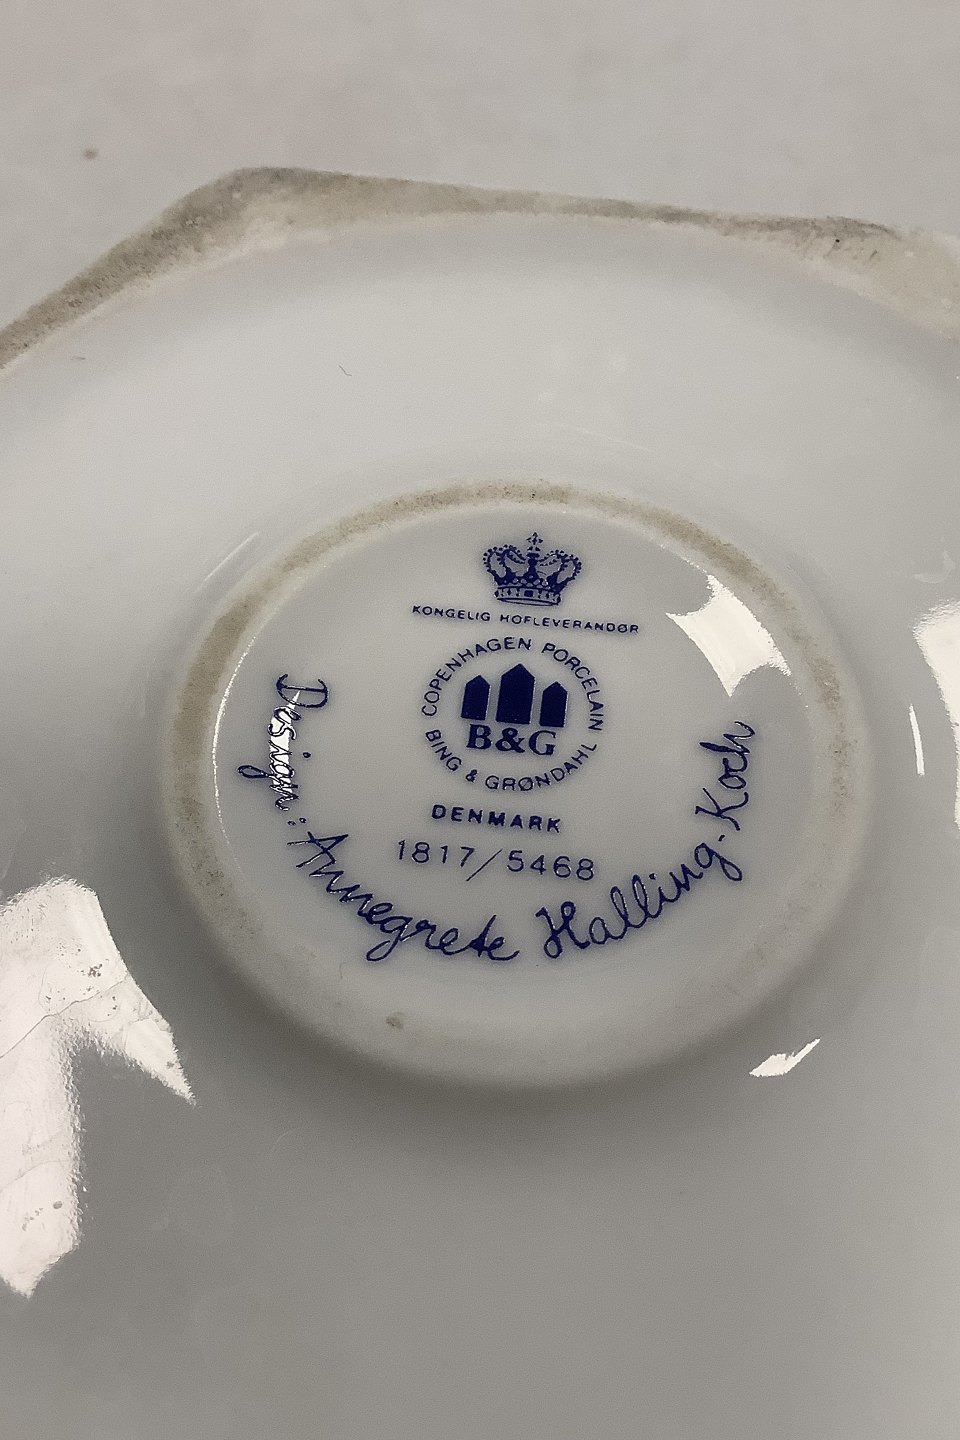 KONGELIG HOFLEVERANDØR
COPENHAGEN PORCELAIN
B&G
BING & GRØNDAHL
DENMARK
1817/5468
Design: Annegrete Halling-Koch